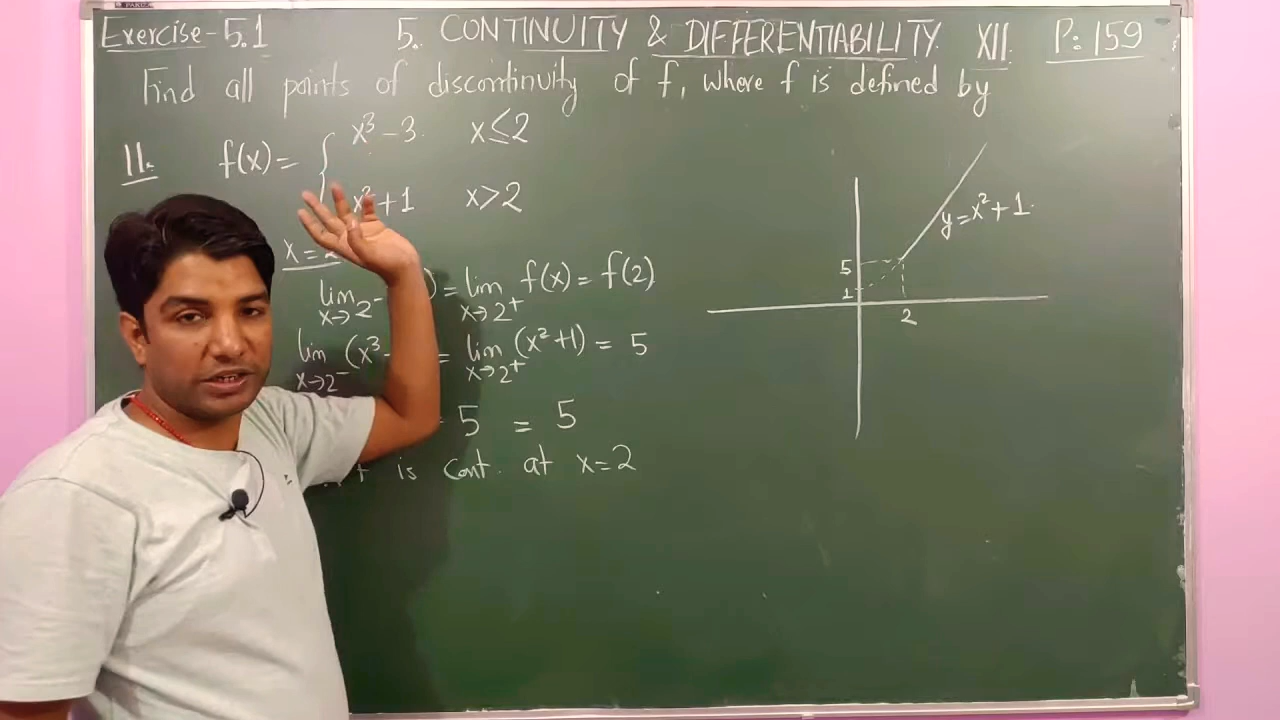 Exercise-5.1 5. CONTINUITY & DIFFERENTIABILITY XII P:159
Find all points of discontinuity of f, where f is defined by
11. f(x) = { x³-3 x≤2
x²+1 x>2
x=2
lim x→2⁻ ) = lim x→2⁺ f(x) = f(2)
lim x→2⁻ (x³- = lim x→2⁺ (x²+1) = 5
= 5 = 5
f is cont. at x=2
y=x²+1
5
1
2